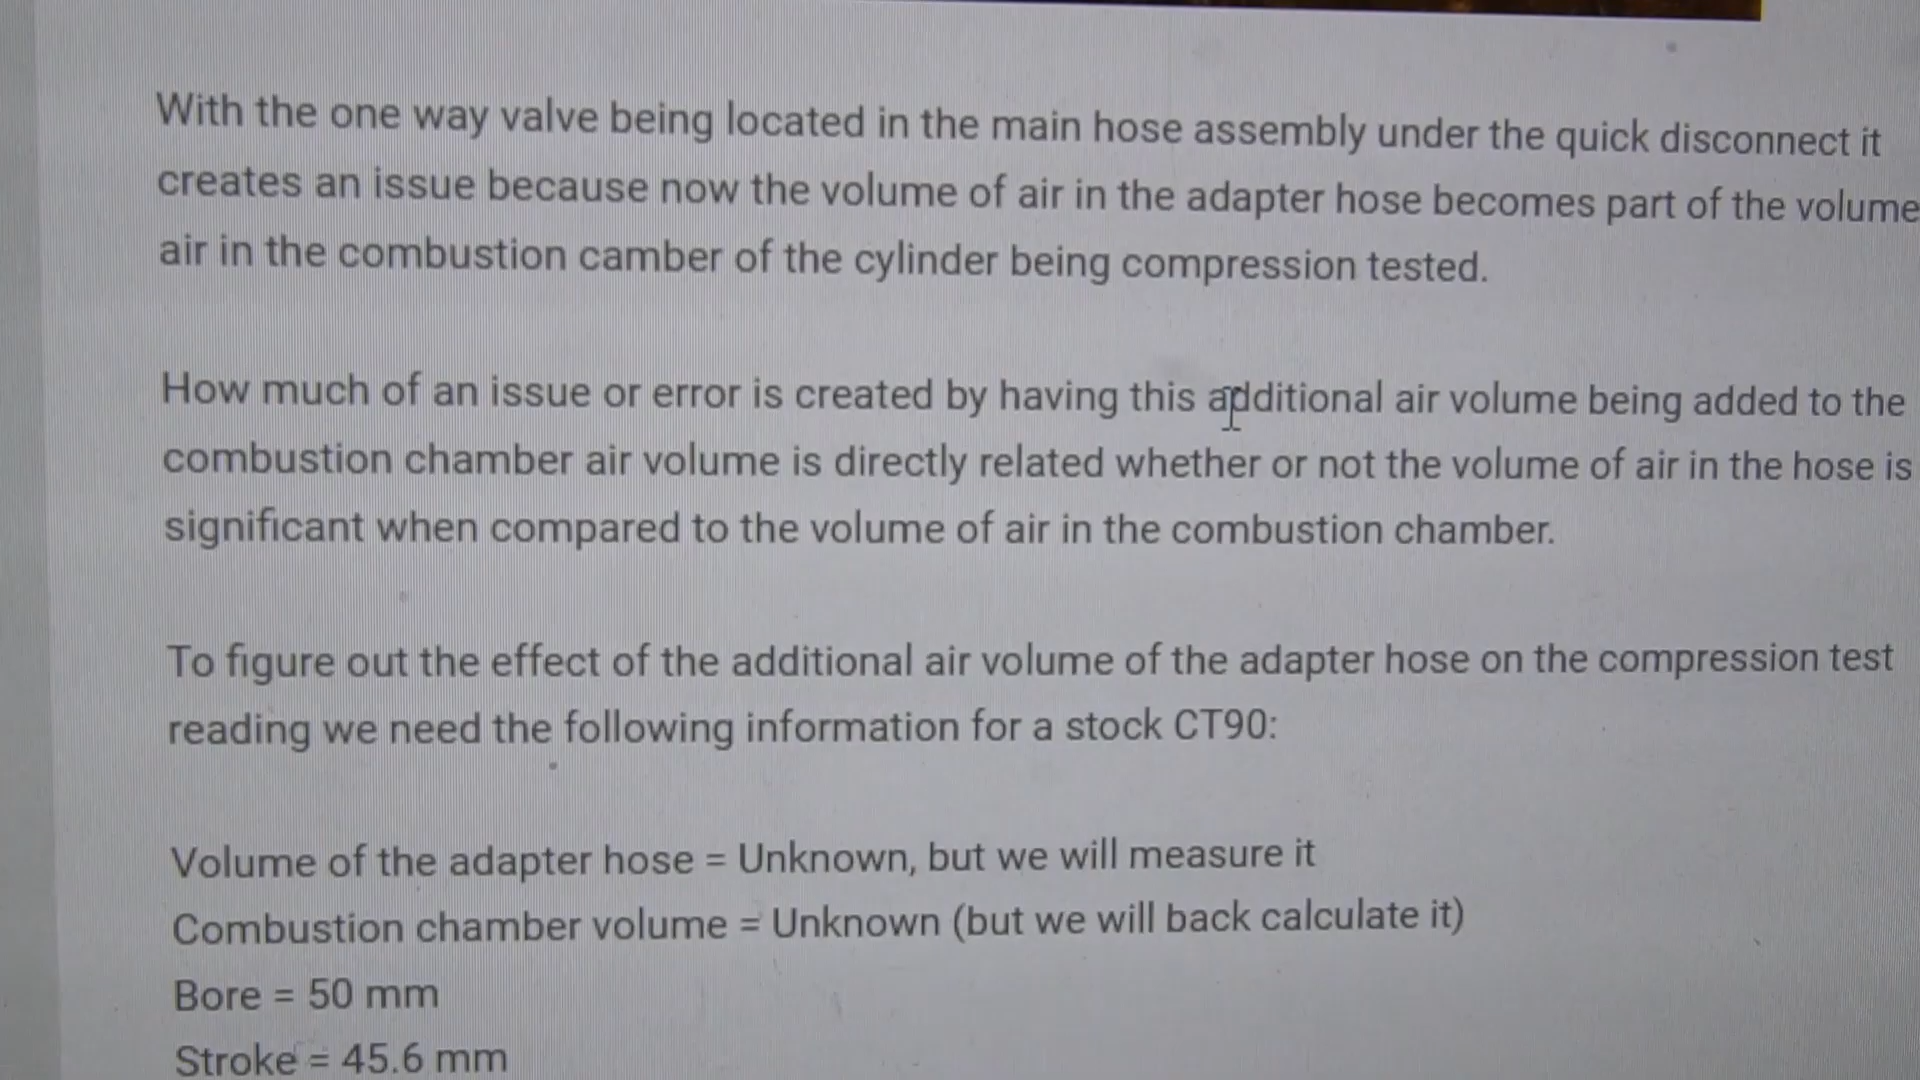 With the one way valve being located in the main hose assembly under the quick disconnect it
creates an issue because now the volume of air in the adapter hose becomes part of the volume
air in the combustion camber of the cylinder being compression tested.
How much of an issue or error is created by having this additional air volume being added to the
combustion chamber air volume is directly related whether or not the volume of air in the hose is
significant when compared to the volume of air in the combustion chamber.
To figure out the effect of the additional air volume of the adapter hose on the compression test
reading we need the following information for a stock CT90:
Volume of the adapter hose = Unknown, but we will measure it
Combustion chamber volume = Unknown (but we will back calculate it)
Bore = 50 mm
Stroke = 45.6 mm